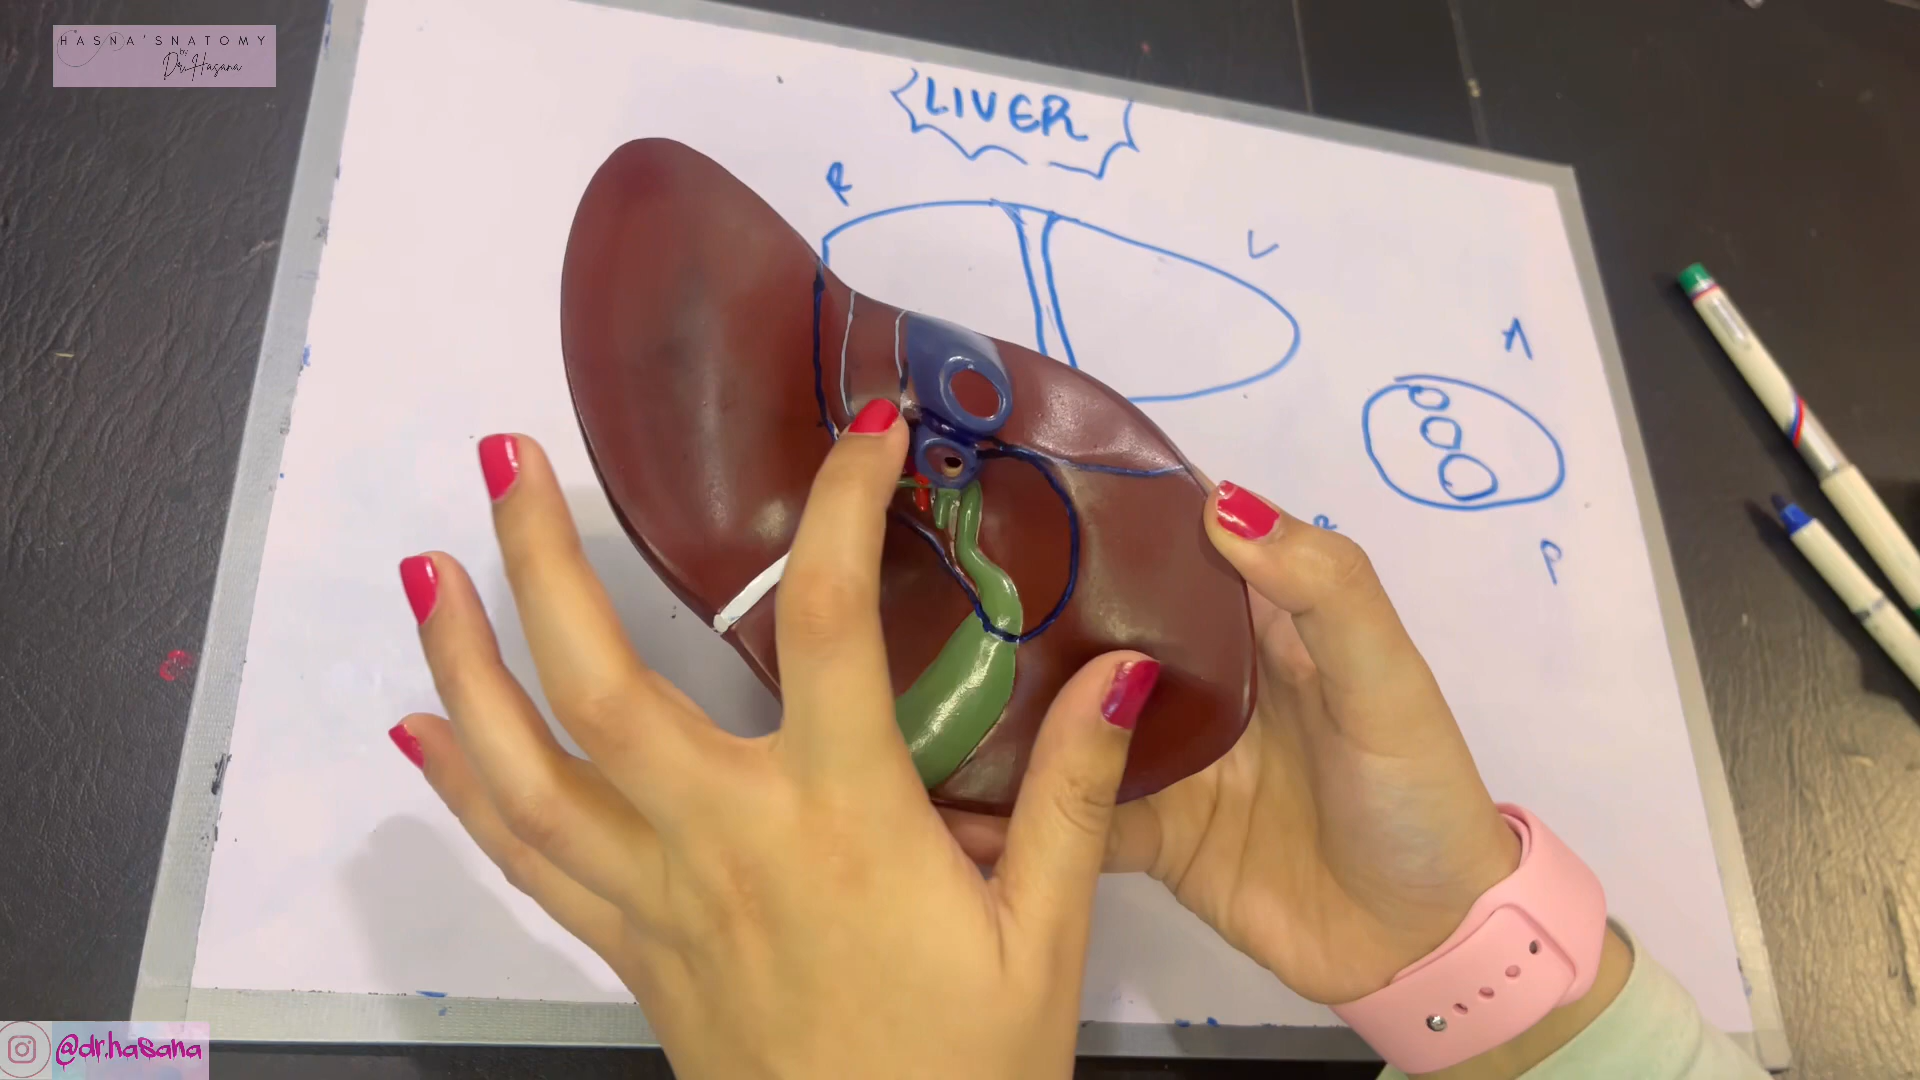 HASNA'SNATOMY
by
Dr.Hasana
LIVER
R
L
A
R
P
@dr.hasana